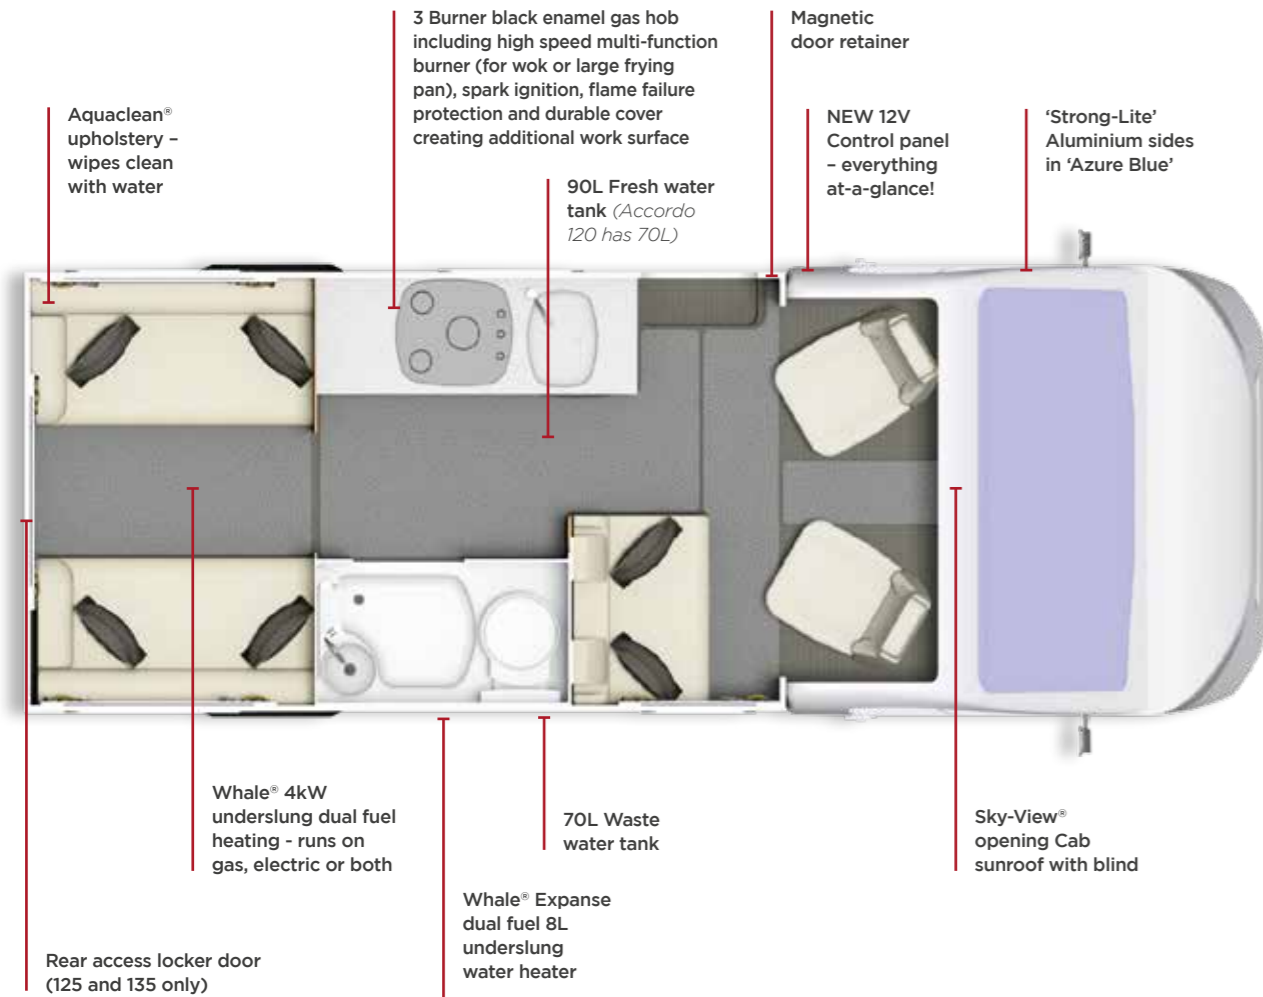 3 Burner black enamel gas hob
including high speed multi-function
burner (for wok or large frying
pan), spark ignition, flame failure
protection and durable cover
creating additional work surface
Magnetic
door retainer
Aquaclean®
upholstery –
wipes clean
with water
NEW 12V
Control panel
– everything
at-a-glance!
‘Strong-Lite’
Aluminium sides
in ‘Azure Blue’
90L Fresh water
tank (Accordo
120 has 70L)
Whale® 4kW
underslung dual fuel
heating - runs on
gas, electric or both
70L Waste
water tank
Sky-View®
opening Cab
sunroof with blind
Whale® Expanse
dual fuel 8L
underslung
water heater
Rear access locker door
(125 and 135 only)